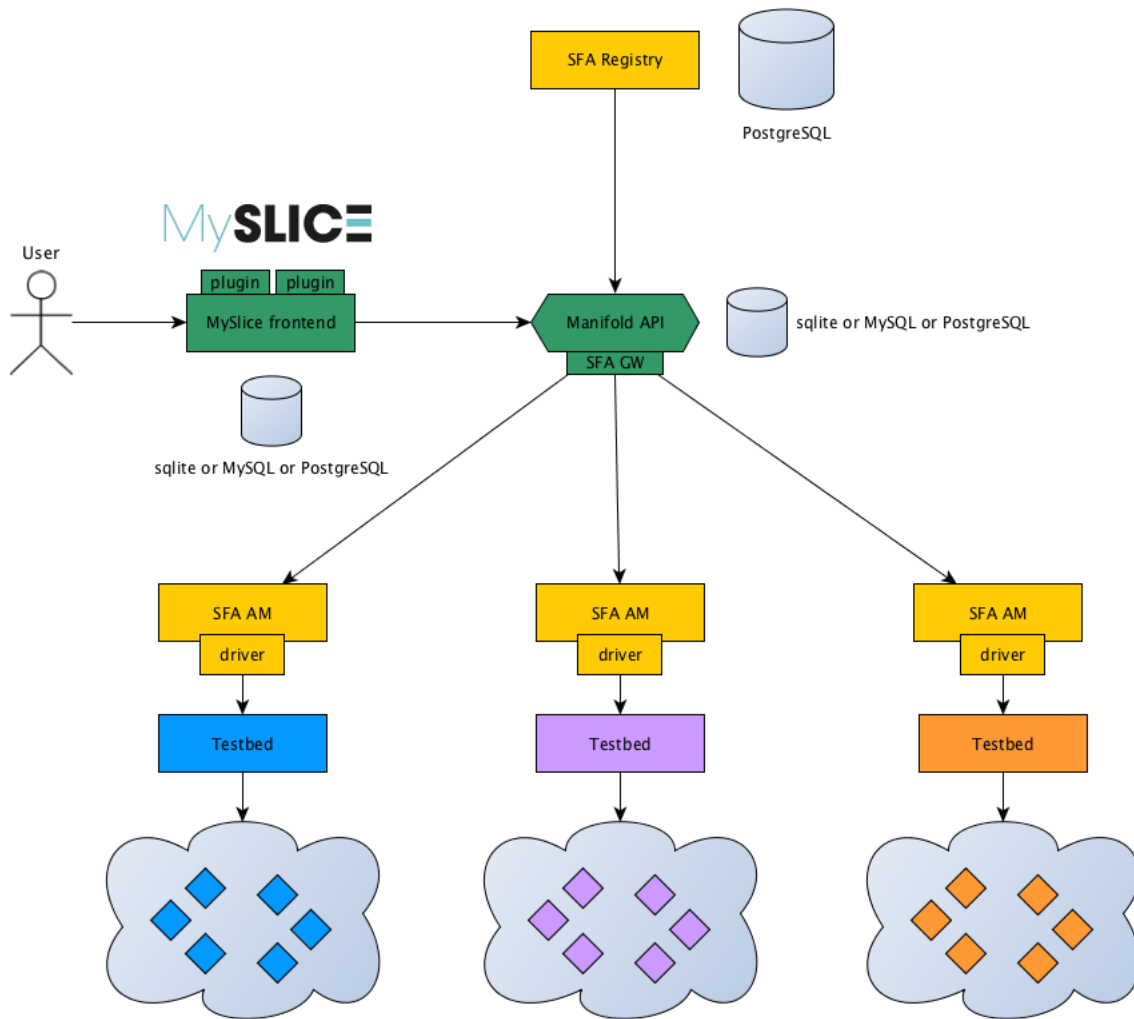 SFA Registry
PostgreSQL
MySLICE
User
plugin plugin
MySlice frontend
Manifold API
SFA GW
sqlite or MySQL or PostgreSQL
sqlite or MySQL or PostgreSQL
SFA AM
SFA AM
SFA AM
driver
driver
driver
Testbed
Testbed
Testbed